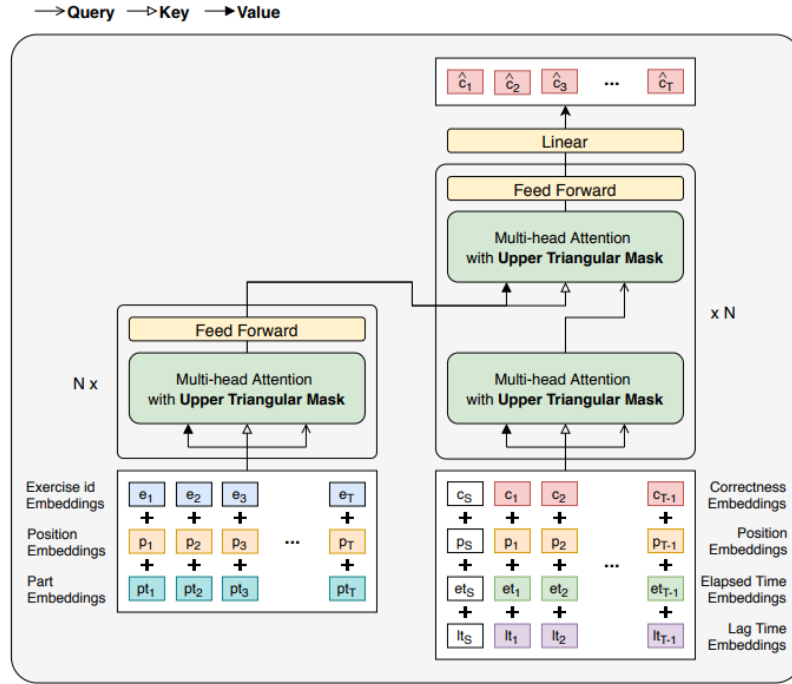 Query Key Value
ĉ1 ĉ2 ĉ3 ... ĉT
Linear
Feed Forward
Multi-head Attention
with Upper Triangular Mask
x N
Feed Forward
Multi-head Attention
with Upper Triangular Mask
N x
Multi-head Attention
with Upper Triangular Mask
Exercise id
Embeddings
e1 e2 e3 eT
+ + + +
Position
Embeddings
p1 p2 p3 ... pT
+ + + +
Part
Embeddings
pt1 pt2 pt3 ptT
cS c1 c2 cT-1
Correctness
Embeddings
+ + + +
pS p1 p2 pT-1
Position
Embeddings
...
+ + + +
etS et1 et2 etT-1
Elapsed Time
Embeddings
+ + + +
ltS lt1 lt2 ltT-1
Lag Time
Embeddings